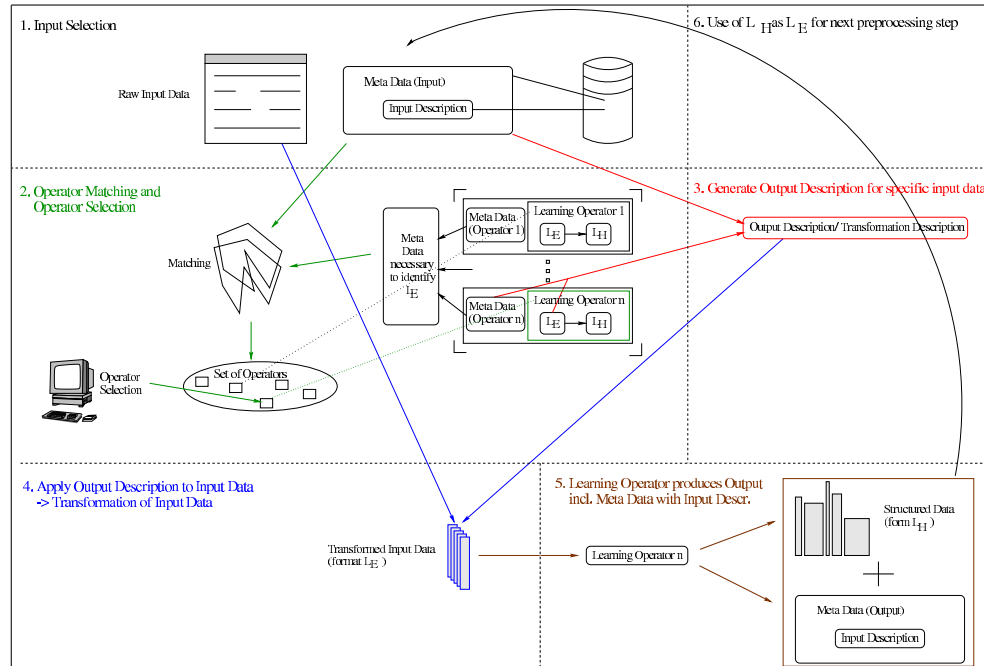 1. Input Selection
6. Use of L H as L E for next preprocessing step
Raw Input Data
Meta Data (Input)
Input Description
2. Operator Matching and
Operator Selection
3. Generate Output Description for specific input data
Matching
Meta
Data
necessary
to identify
L E
Meta Data
(Operator 1)
Learning Operator 1
L E
L H
Output Description/ Transformation Description
Meta Data
(Operator n)
Learning Operator n
L E
L H
Set of Operators
Operator
Selection
4. Apply Output Description to Input Data
-> Transformation of Input Data
5. Learning Operator produces Output
incl. Meta Data with Input Descr.
Structured Data
(form L H )
Transformed Input Data
(format L E )
Learning Operator n
Meta Data (Output)
Input Description